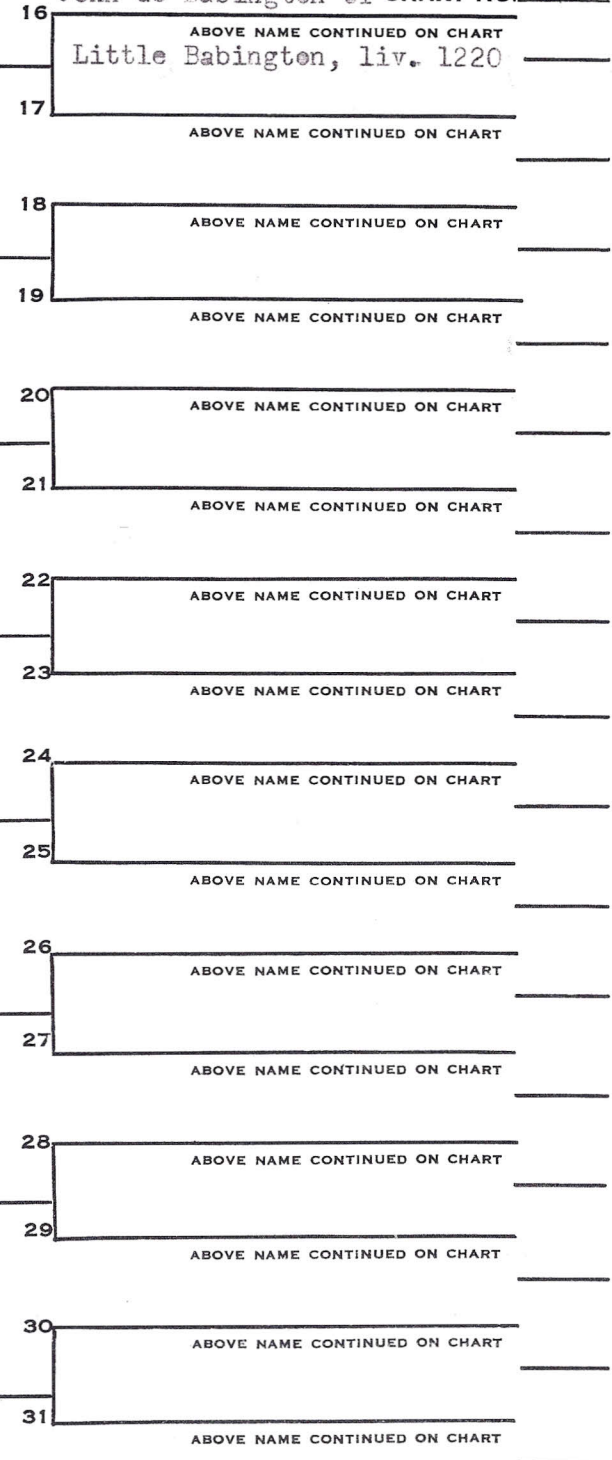 de Babington of CHART NO.
16
ABOVE NAME CONTINUED ON CHART
Little Babington, liv. 1220
17
ABOVE NAME CONTINUED ON CHART
18
ABOVE NAME CONTINUED ON CHART
19
ABOVE NAME CONTINUED ON CHART
20
ABOVE NAME CONTINUED ON CHART
21
ABOVE NAME CONTINUED ON CHART
22
ABOVE NAME CONTINUED ON CHART
23
ABOVE NAME CONTINUED ON CHART
24
ABOVE NAME CONTINUED ON CHART
25
ABOVE NAME CONTINUED ON CHART
26
ABOVE NAME CONTINUED ON CHART
27
ABOVE NAME CONTINUED ON CHART
28
ABOVE NAME CONTINUED ON CHART
29
ABOVE NAME CONTINUED ON CHART
30
ABOVE NAME CONTINUED ON CHART
31
ABOVE NAME CONTINUED ON CHART